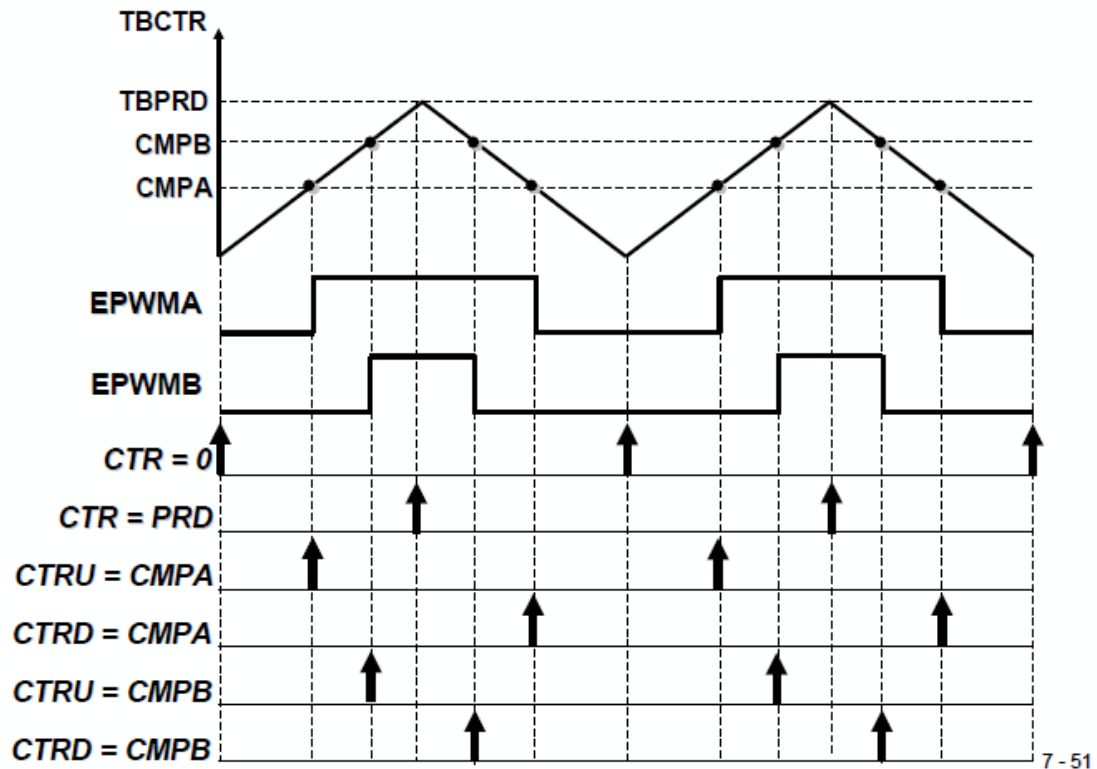 TBCTR
TBPRD
CMPB
CMPA
EPWMA
EPWMB
CTR = 0
CTR = PRD
CTRU = CMPA
CTRD = CMPA
CTRU = CMPB
CTRD = CMPB
7 - 51